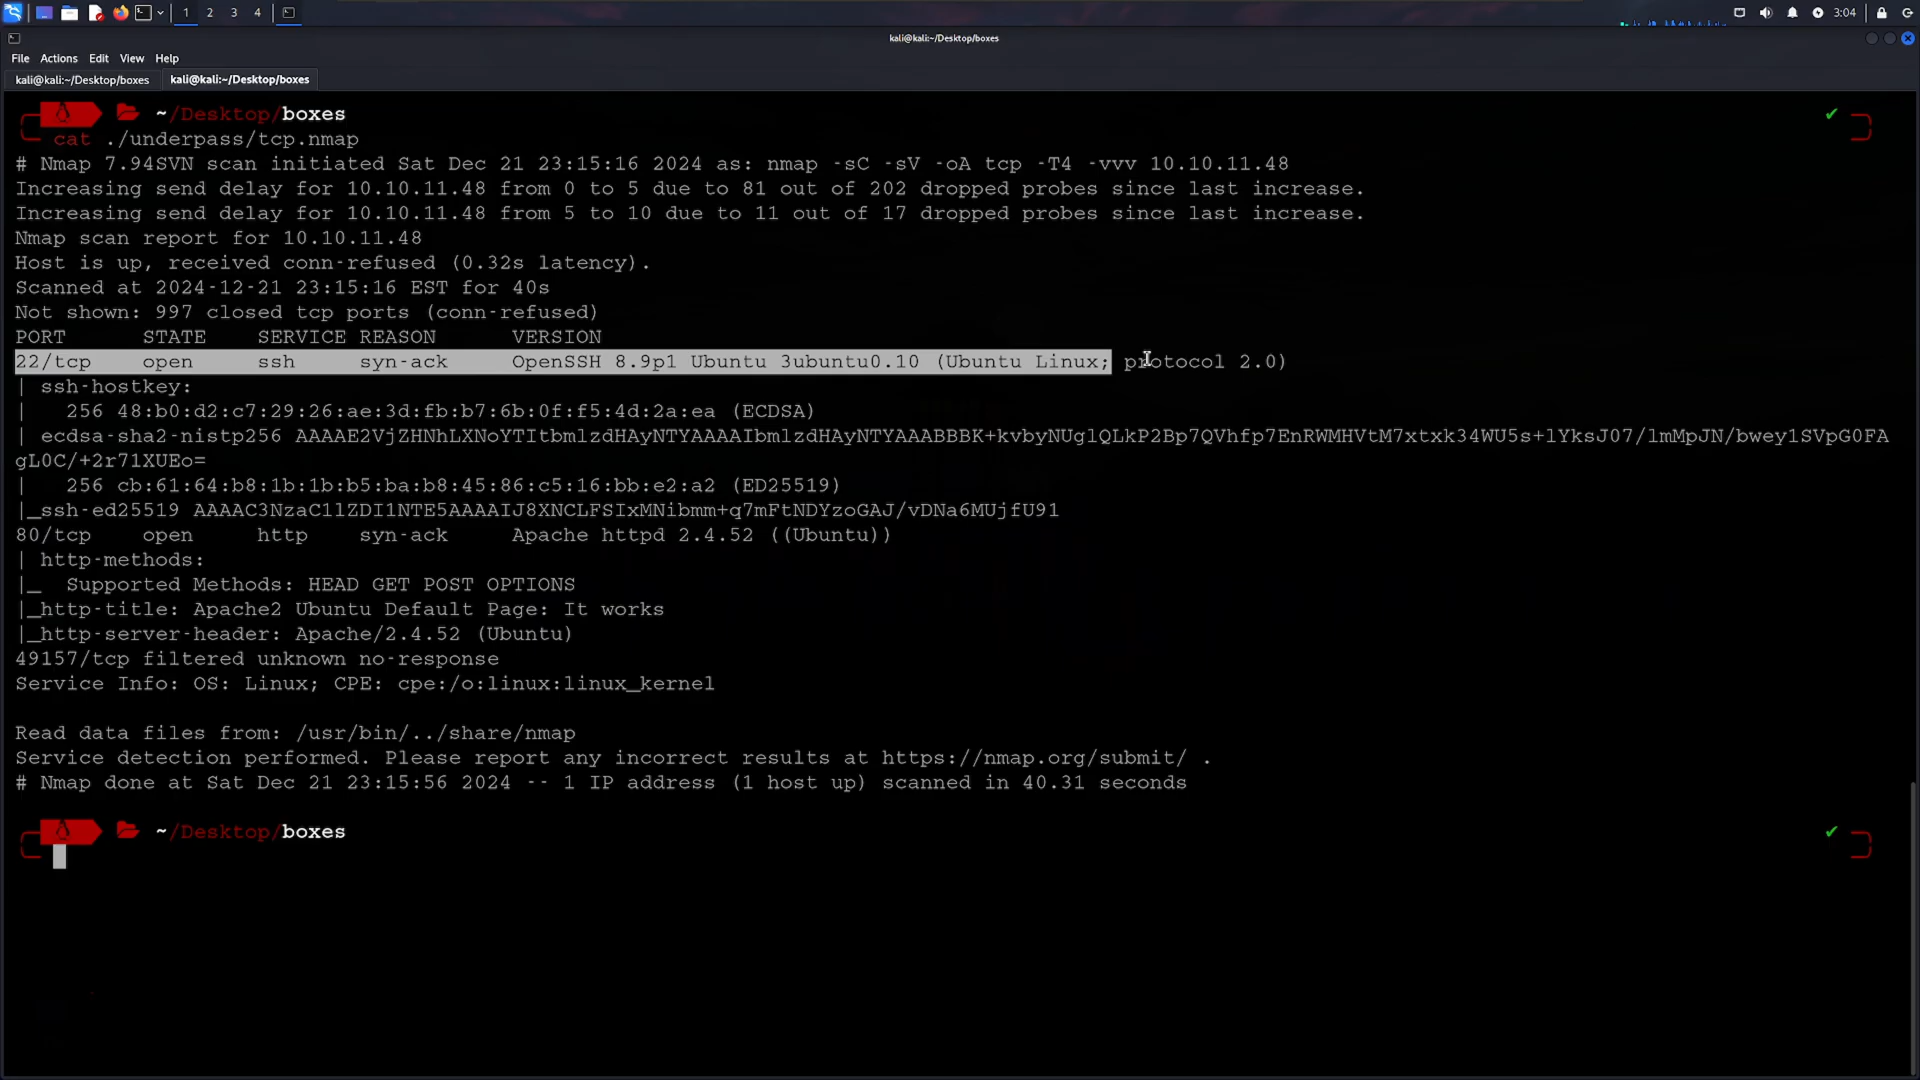 1 2 3 4
3:04
kali@kali:~/Desktop/boxes
File Actions Edit View Help
kali@kali:~/Desktop/boxes kali@kali:~/Desktop/boxes
~/Desktop/boxes ✔
cat ./underpass/tcp.nmap
# Nmap 7.94SVN scan initiated Sat Dec 21 23:15:16 2024 as: nmap -sC -sV -oA tcp -T4 -vvv 10.10.11.48
Increasing send delay for 10.10.11.48 from 0 to 5 due to 81 out of 202 dropped probes since last increase.
Increasing send delay for 10.10.11.48 from 5 to 10 due to 11 out of 17 dropped probes since last increase.
Nmap scan report for 10.10.11.48
Host is up, received conn-refused (0.32s latency).
Scanned at 2024-12-21 23:15:16 EST for 40s
Not shown: 997 closed tcp ports (conn-refused)
PORT STATE SERVICE REASON VERSION
22/tcp open ssh syn-ack OpenSSH 8.9p1 Ubuntu 3ubuntu0.10 (Ubuntu Linux; protocol 2.0)
| ssh-hostkey:
| 256 48:b0:d2:c7:29:26:ae:3d:fb:b7:6b:0f:f5:4d:2a:ea (ECDSA)
| ecdsa-sha2-nistp256 AAAAE2VjZHNhLXNoYTItbmlzdHAyNTYAAAAIbmlzdHAyNTYAAABBBK+kvbyNUglQLkP2Bp7QVhfp7EnRWMHVtM7xtxk34WU5s+lYksJ07/lmMpJN/bwey1SVpG0FA
gL0C/+2r71XUEo=
| 256 cb:61:64:b8:1b:1b:b5:ba:b8:45:86:c5:16:bb:e2:a2 (ED25519)
|_ssh-ed25519 AAAAC3NzaC1lZDI1NTE5AAAAIJ8XNCLFSIxMNibmm+q7mFtNDYzoGAJ/vDNa6MUjfU91
80/tcp open http syn-ack Apache httpd 2.4.52 ((Ubuntu))
| http-methods:
|_ Supported Methods: HEAD GET POST OPTIONS
|_http-title: Apache2 Ubuntu Default Page: It works
|_http-server-header: Apache/2.4.52 (Ubuntu)
49157/tcp filtered unknown no-response
Service Info: OS: Linux; CPE: cpe:/o:linux:linux_kernel
Read data files from: /usr/bin/../share/nmap
Service detection performed. Please report any incorrect results at https://nmap.org/submit/ .
# Nmap done at Sat Dec 21 23:15:56 2024 -- 1 IP address (1 host up) scanned in 40.31 seconds
~/Desktop/boxes ✔